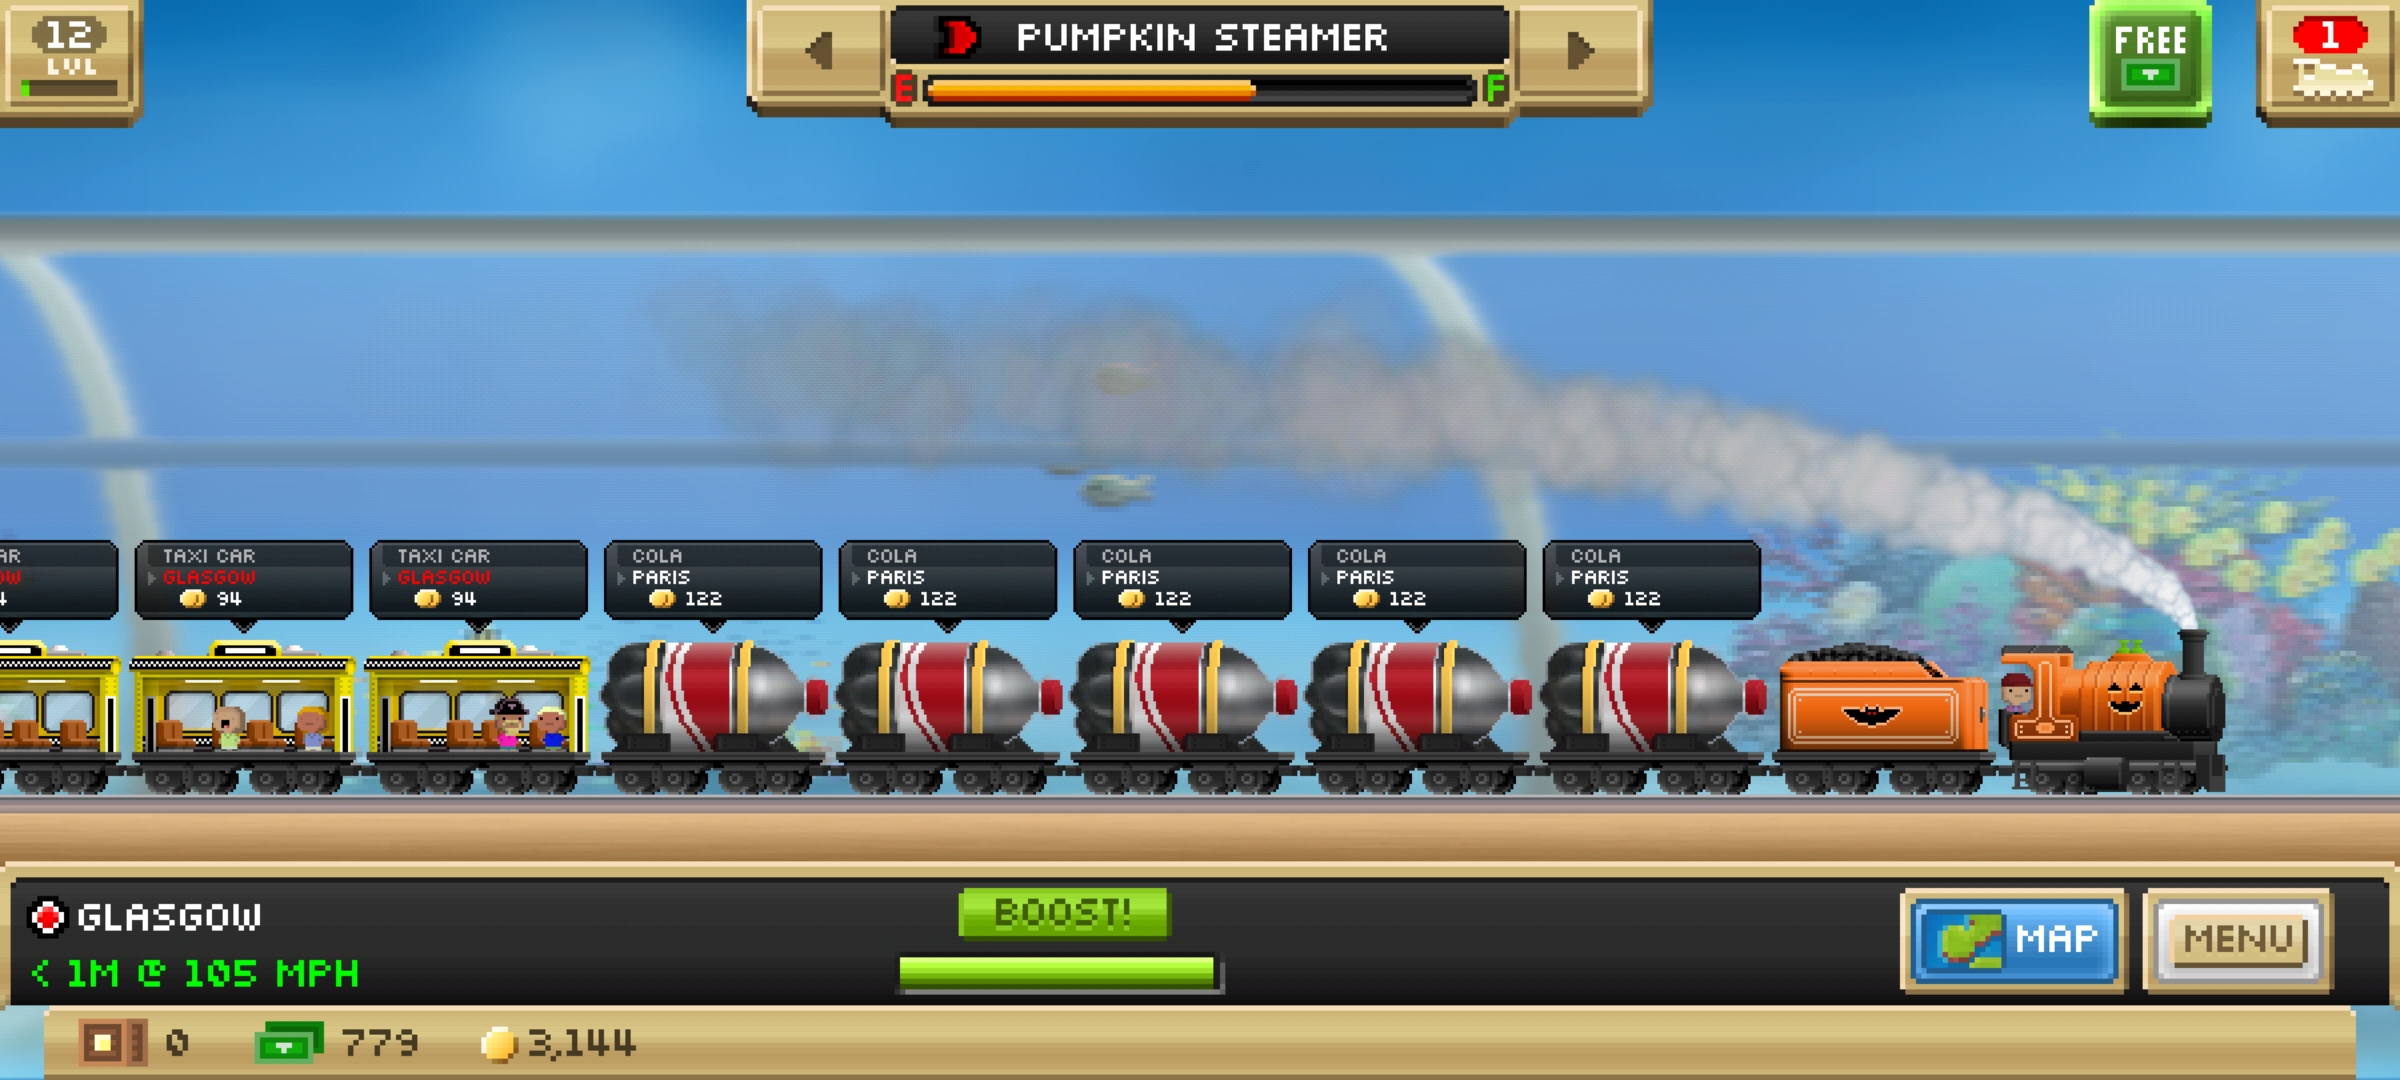 12
LVL
PUMPKIN STEAMER
E
F
FREE
1
TAXI CAR
GLASGOW
94
TAXI CAR
GLASGOW
94
COLA
PARIS
122
COLA
PARIS
122
COLA
PARIS
122
COLA
PARIS
122
COLA
PARIS
122
GLASGOW
< 1M @ 105 MPH
BOOST!
MAP
MENU
0
779
3,144